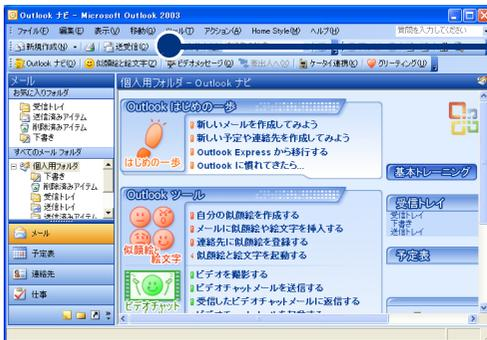 Outlook ナビ - Microsoft Outlook 2003
ファイル(F) 編集(E) 表示(V) 移動(G) ツール(T) アクション(A) Home Style(M) ヘルプ(H) 質問を入力してください
新規作成(N) 送受信(C)
Outlook ナビ(O) 似顔絵と絵文字(Z) ビデオメッセージ(Q) 差出人へ(X) ケータイ連携(K) グリーティング(U)
メール
お気に入りフォルダ
受信トレイ
送信済みアイテム
削除済みアイテム
下書き
すべてのメール フォルダ
個人用フォルダ
下書き
削除済みアイテム
受信トレイ
送信トレイ
送信済みアイテム
メール
予定表
連絡先
仕事
個人用フォルダ - Outlook ナビ
Outlook はじめの一歩
はじめの一歩
新しいメールを作成してみよう
新しい予定や連絡先を作成してみよう
Outlook Express から移行する
Outlook に慣れてきたら...
Outlook ツール
似顔絵と絵文字
自分の似顔絵を作成する
メールに似顔絵や絵文字を挿入する
連絡先に似顔絵を登録する
似顔絵と絵文字を起動する
ビデオチャット
ビデオを撮影する
ビデオチャットメールを送信する
受信したビデオチャットメールに返信する
基本トレーニング
受信トレイ
受信トレイ
下書き
送信トレイ
予定表